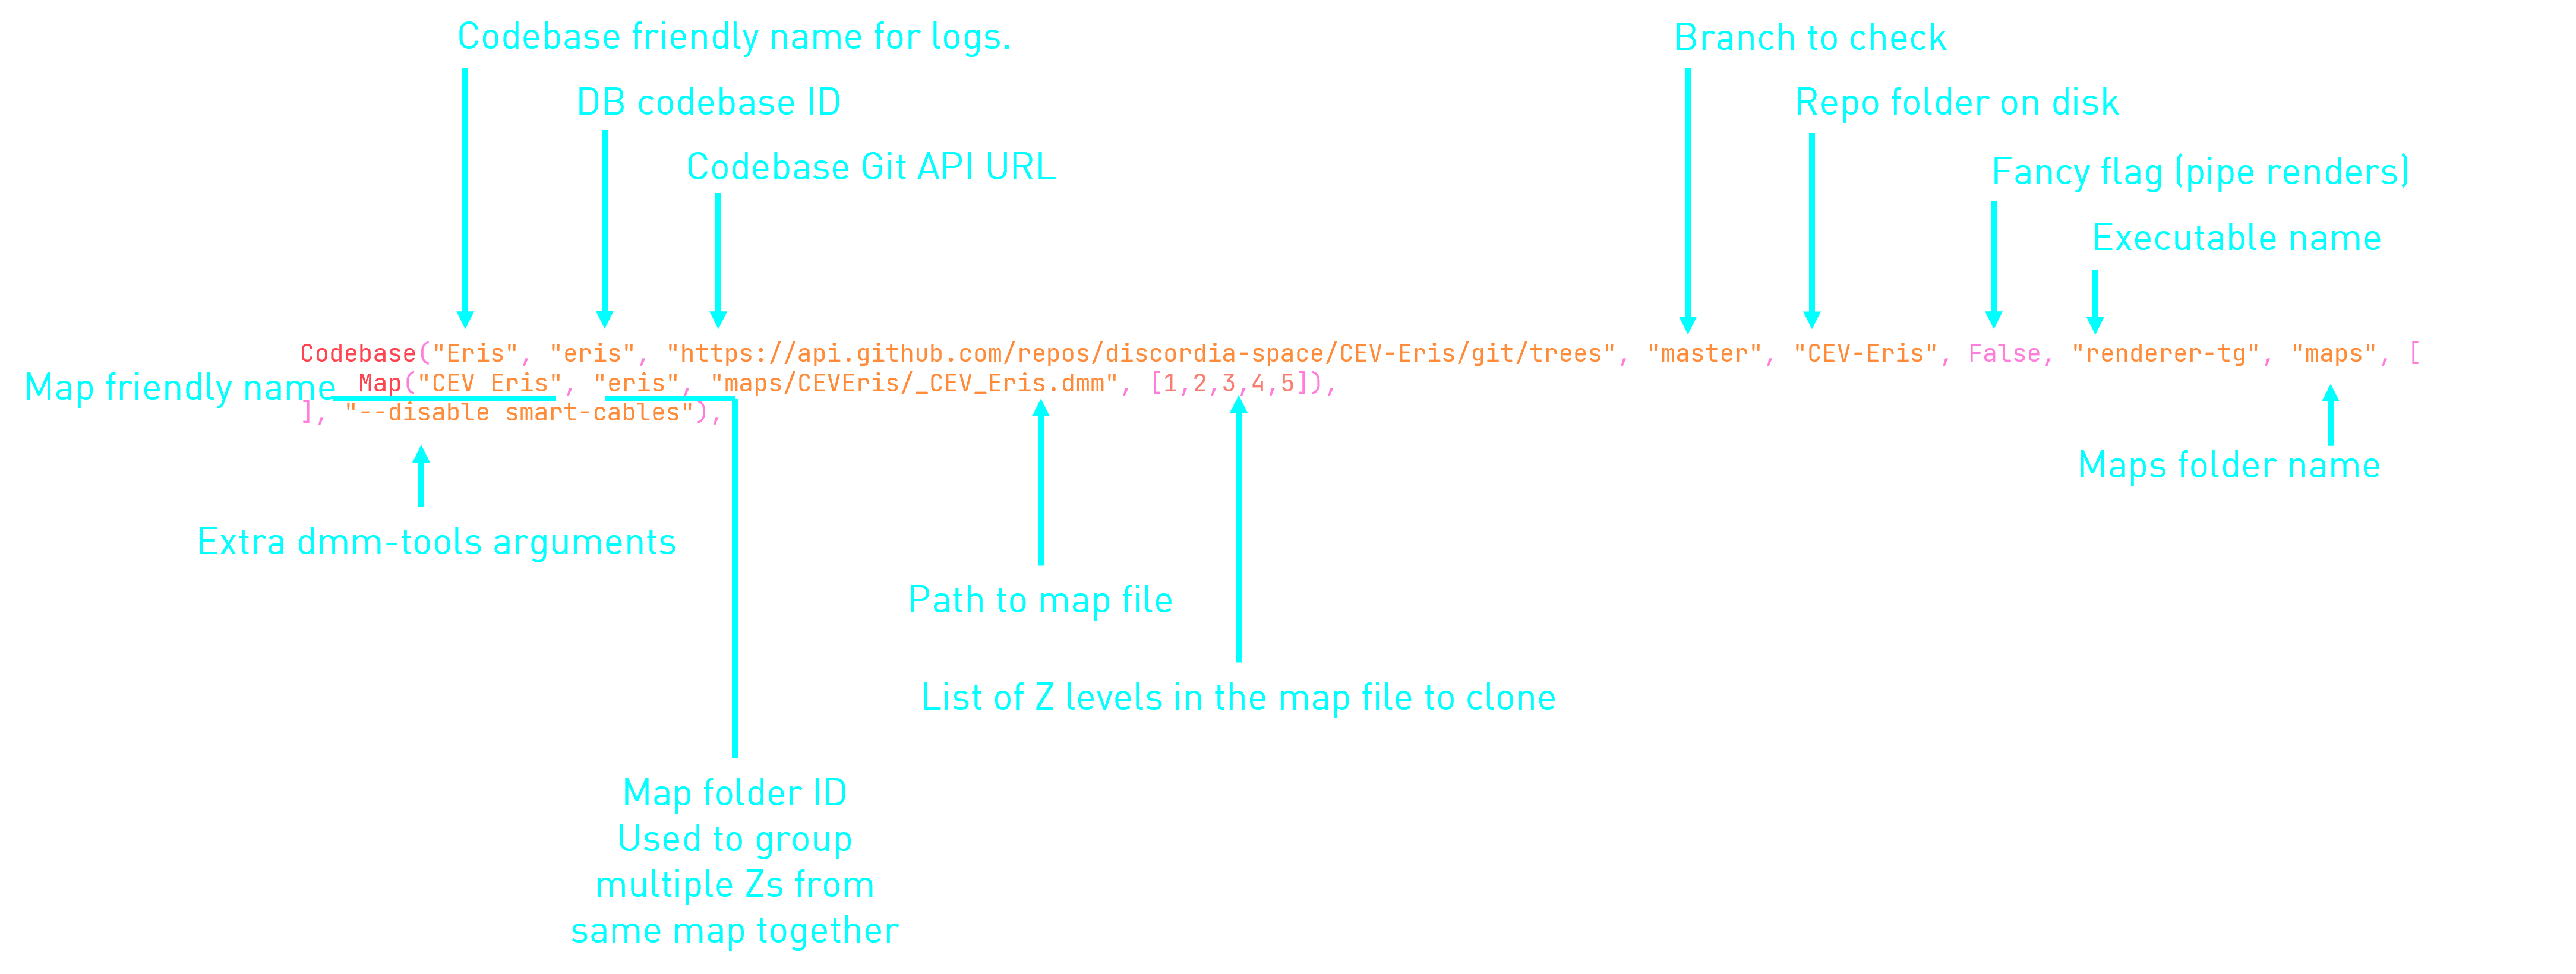 Codebase friendly name for logs.
Branch to check
DB codebase ID
Repo folder on disk
Codebase Git API URL
Fancy flag (pipe renders)
Executable name
Codebase("Eris", "eris", "https://api.github.com/repos/discordia-space/CEV-Eris/git/trees", "master", "CEV-Eris", False, "renderer-tg", "maps", [
Map friendly name
Map("CEV Eris", "eris", "maps/CEVEris/_CEV_Eris.dmm", [1,2,3,4,5]),
], "--disable smart-cables"),
Maps folder name
Extra dmm-tools arguments
Path to map file
List of Z levels in the map file to clone
Map folder ID
Used to group
multiple Zs from
same map together